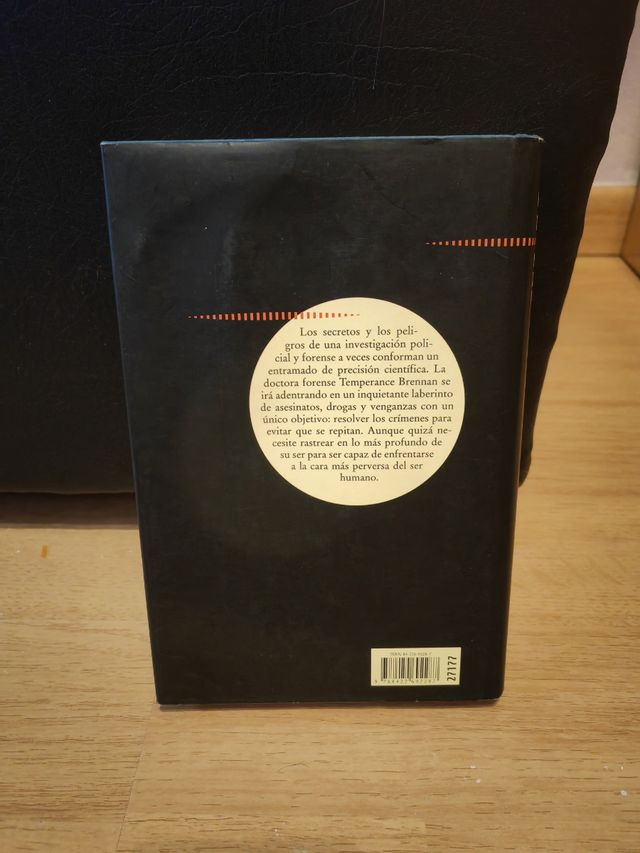 Los secretos y los peli-
gros de una investigación poli-
cial y forense a veces conforman un
entramado de precisión científica. La
doctora forense Temperance Brennan se
irá adentrando en un inquietante laberinto
de asesinatos, drogas y venganzas con un
único objetivo: resolver los crímenes para
evitar que se repitan. Aunque quizá ne-
cesite rastrear en lo más profundo de
su ser para ser capaz de enfrentarse
a la cara más perversa del ser
humano.
ISBN
27177